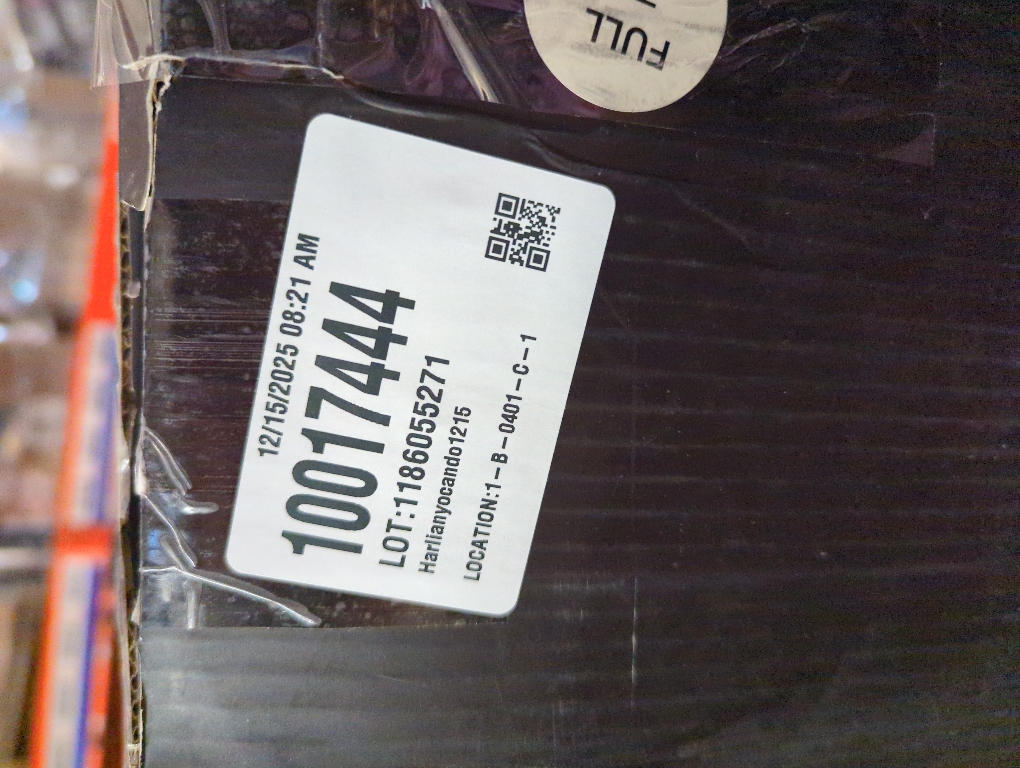 FULL
12/15/2025 08:21 AM
10017444
LOT:1186055271
Harlianyocando1215
LOCATION:1-B-0401-C-1